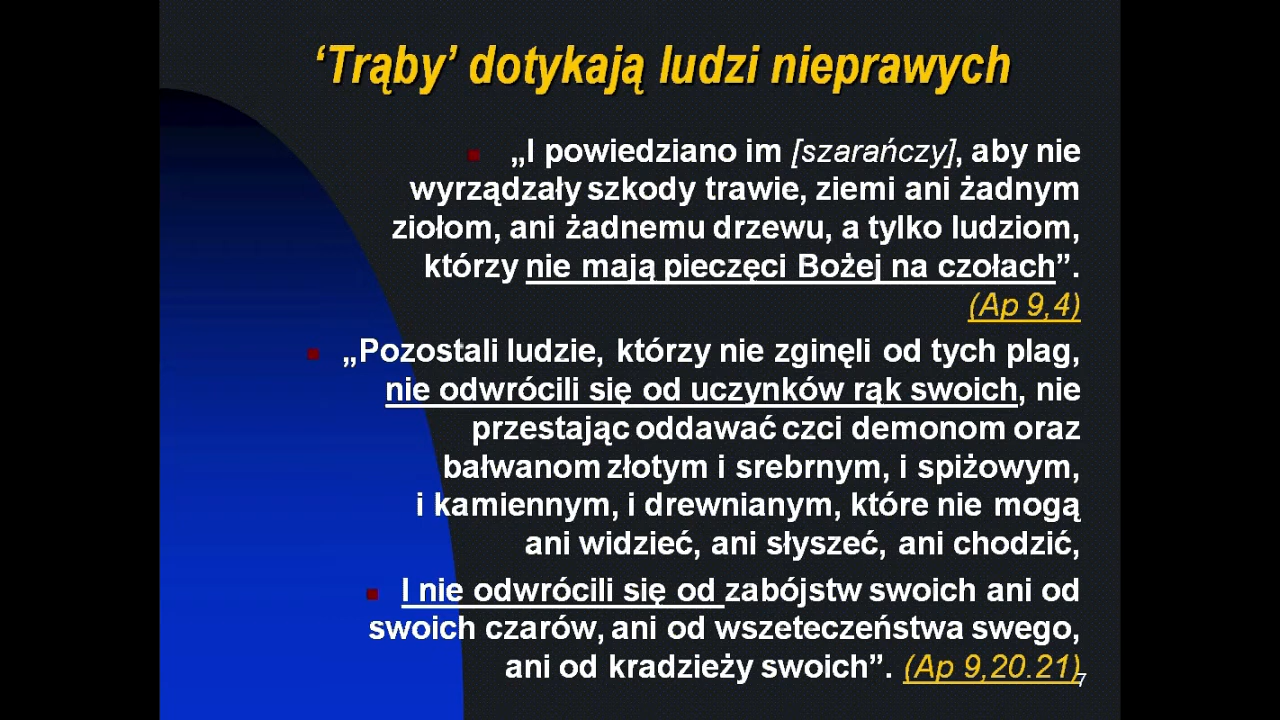 ‘Trąby’ dotykają ludzi nieprawych
„I powiedziano im [szarańczy], aby nie
wyrządzały szkody trawie, ziemi ani żadnym
ziołom, ani żadnemu drzewu, a tylko ludziom,
którzy nie mają pieczęci Bożej na czołach”.
(Ap 9,4)
„Pozostali ludzie, którzy nie zginęli od tych plag,
nie odwrócili się od uczynków rąk swoich, nie
przestając oddawać czci demonom oraz
bałwanom złotym i srebrnym, i spiżowym,
i kamiennym, i drewnianym, które nie mogą
ani widzieć, ani słyszeć, ani chodzić,
I nie odwrócili się od zabójstw swoich ani od
swoich czarów, ani od wszeteczeństwa swego,
ani od kradzieży swoich”. (Ap 9,20.21)
7